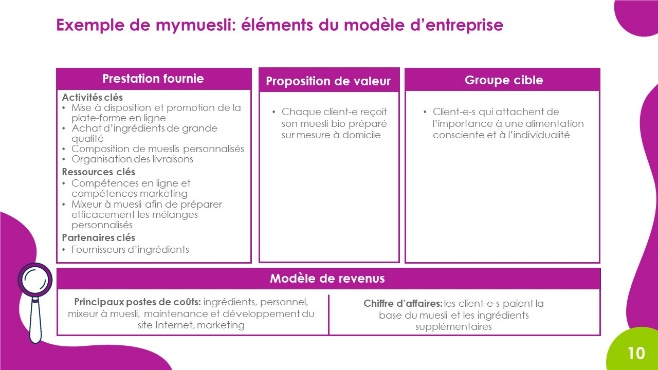 Exemple de mymuesli: éléments du modèle d'entreprise
Prestation fournie
Activités clés
• Mise à disposition et promotion de la
plate-forme en ligne
• Achat d'ingrédients de grande
qualité
• Composition de mueslis personnalisés
• Organisation des livraisons
Ressources clés
• Compétences en ligne et
compétences marketing
• Mixeur à muesli afin de préparer
efficacement les mélanges
personnalisés
Partenaires clés
• Fournisseurs d'ingrédients
Proposition de valeur
• Chaque client-e reçoit
son muesli bio préparé
sur mesure à domicile
Groupe cible
• Client-e-s qui attachent de
l'importance à une alimentation
consciente et à l'individualité
Modèle de revenus
Principaux postes de coûts: ingrédients, personnel,
mixeur à muesli, maintenance et développement du
site Internet, marketing
Chiffre d'affaires: les client-e-s paient la
base du muesli et les ingrédients
supplémentaires
10